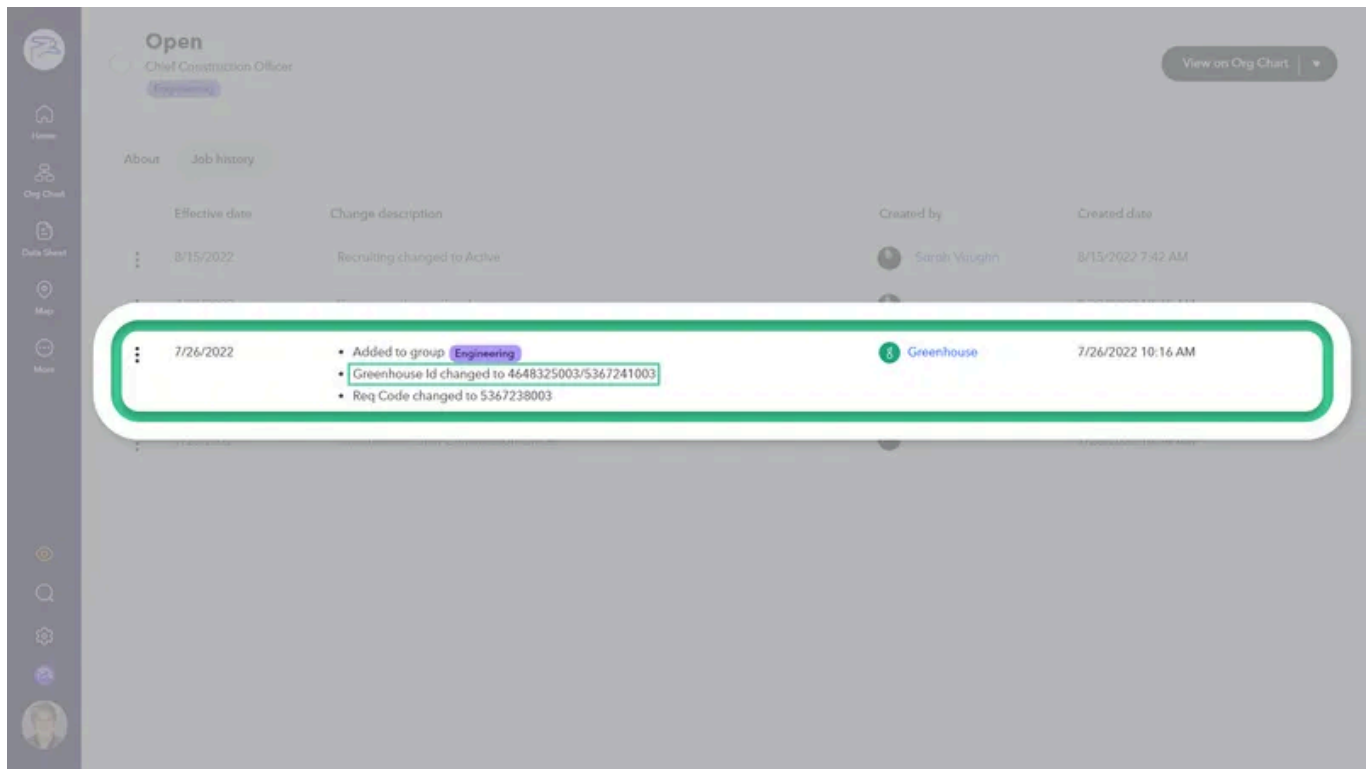 Open
Chief Construction Officer
Engineering
View on Org Chart
Home
Org Chart
Data Sheet
Map
More
About Job history
Effective date Change description Created by Created date
8/15/2022 Recruiting changed to Active Sarah Vaughn 8/15/2022 7:42 AM
7/26/2022 • Added to group Engineering Greenhouse 7/26/2022 10:16 AM
• Greenhouse Id changed to 4648325003/5367241003
• Req Code changed to 5367238003